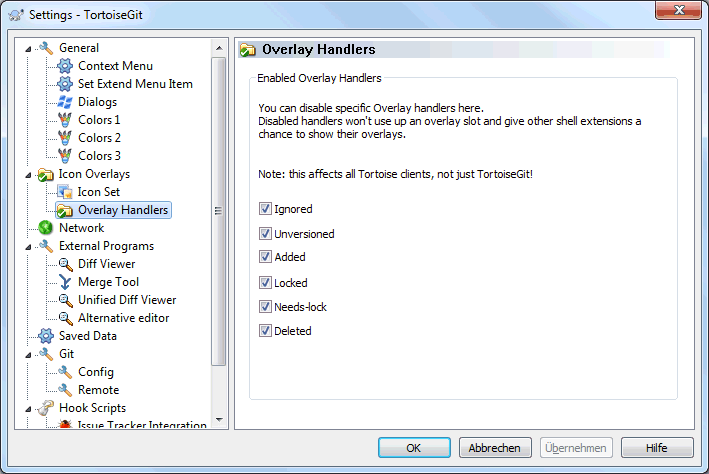 Settings - TortoiseGit
General
Context Menu
Set Extend Menu Item
Dialogs
Colors 1
Colors 2
Colors 3
Icon Overlays
Icon Set
Overlay Handlers
Network
External Programs
Diff Viewer
Merge Tool
Unified Diff Viewer
Alternative editor
Saved Data
Git
Config
Remote
Hook Scripts
Issue Tracker Integration
Overlay Handlers
Enabled Overlay Handlers
You can disable specific Overlay handlers here.
Disabled handlers won't use up an overlay slot and give other shell extensions a
chance to show their overlays.
Note: this affects all Tortoise clients, not just TortoiseGit!
Ignored
Unversioned
Added
Locked
Needs-lock
Deleted
OK
Abbrechen
Übernehmen
Hilfe